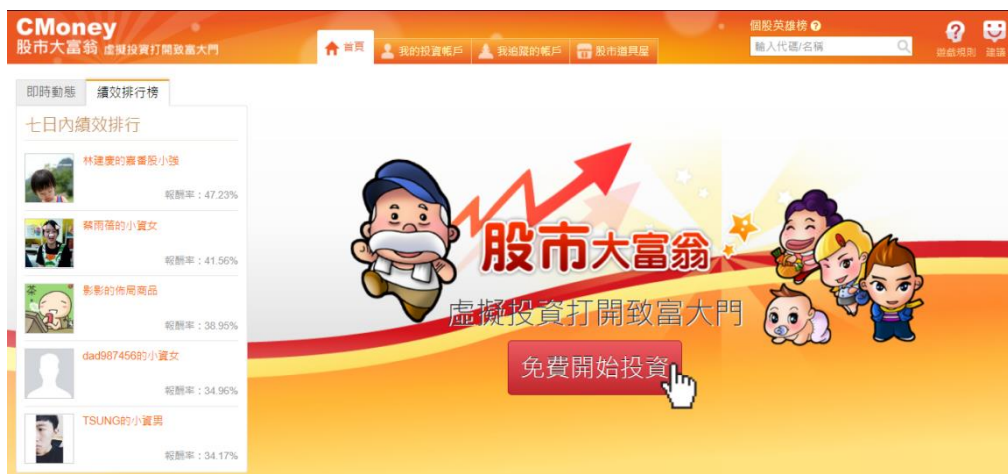 CMoney
股市大富翁 虛擬投資打開致富大門
首頁
我的投資帳戶
我追蹤的帳戶
股市道具屋
個股英雄榜
輸入代碼/名稱
遊戲規則
建議
即時動態
績效排行榜
七日內績效排行
林建慶的嘉番股小強
報酬率：47.23%
蔡雨蓓的小資女
報酬率：41.56%
影影的佈局商品
報酬率：38.95%
dad987456的小資女
報酬率：34.96%
TSUNG的小資男
報酬率：34.17%
股市大富翁
虛擬投資打開致富大門
免費開始投資